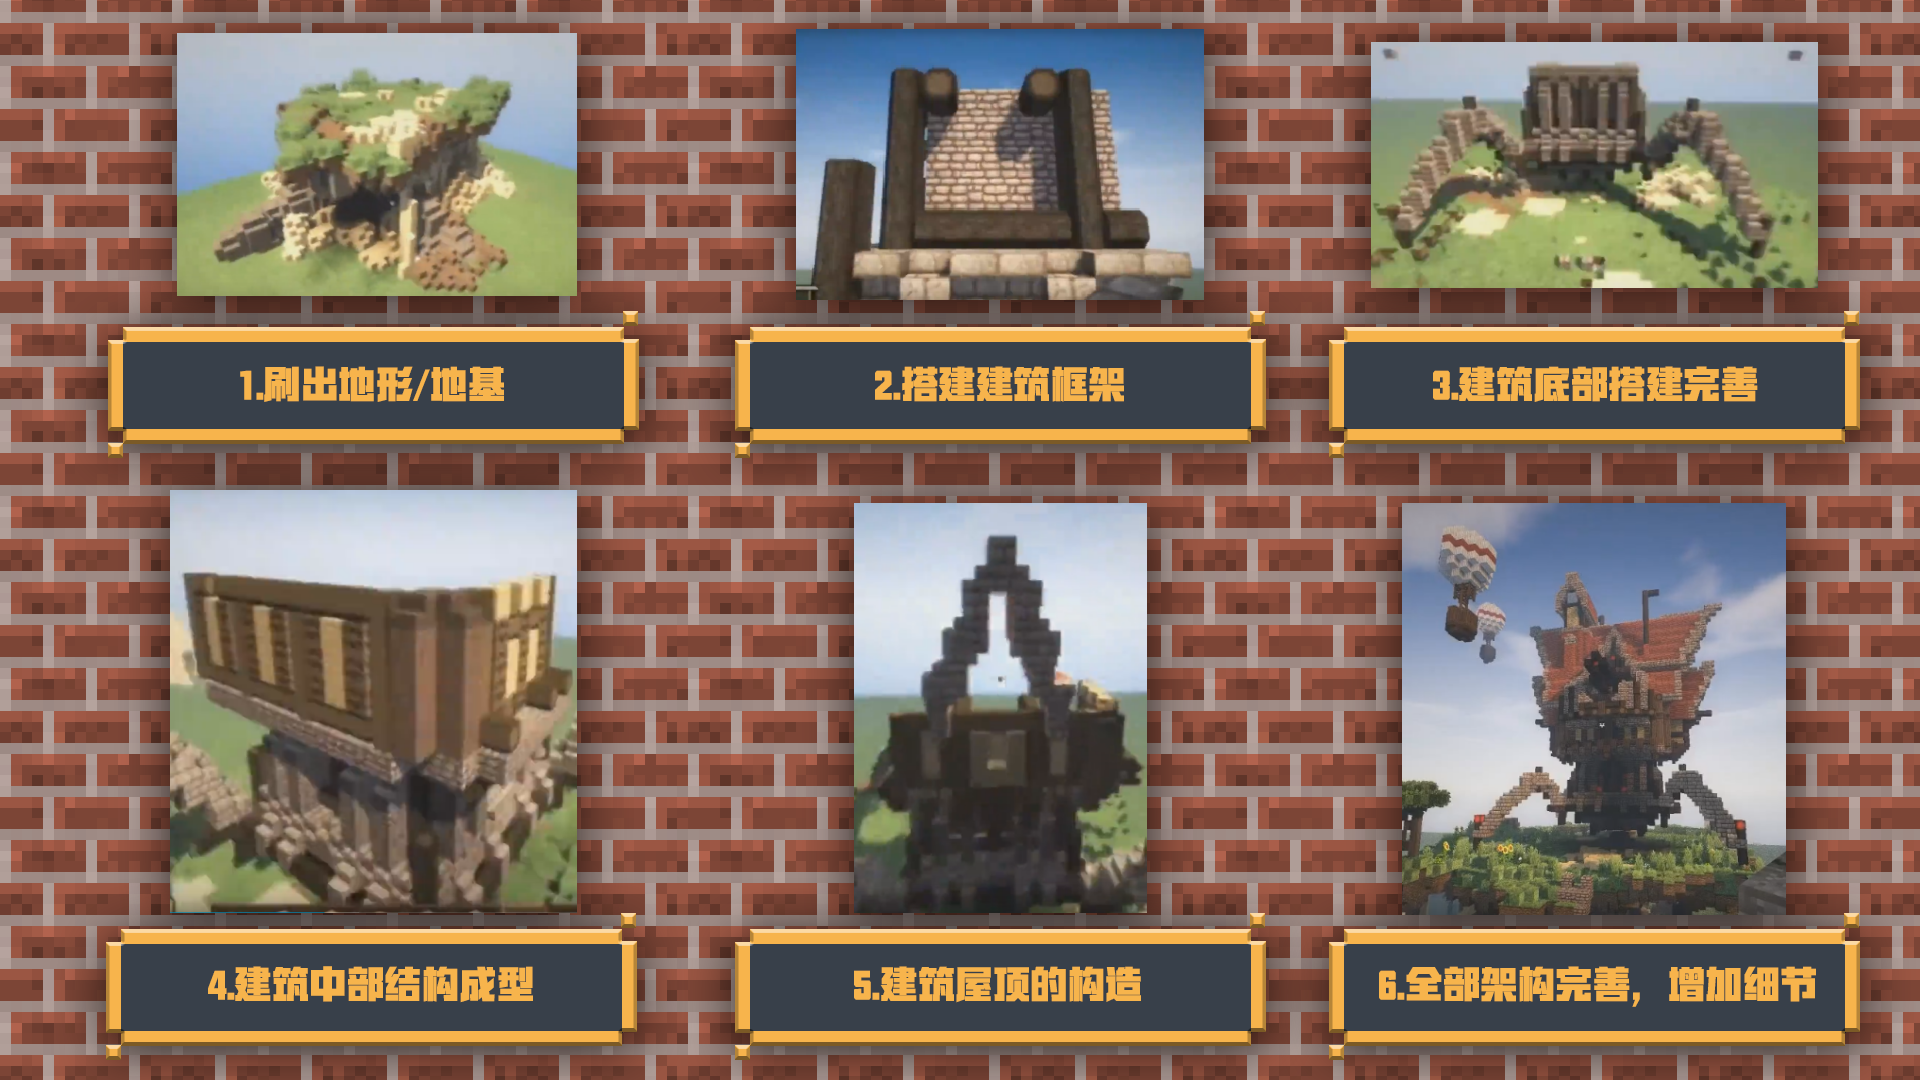 1.刷出地形/地基
2.搭建建筑框架
3.建筑底部搭建完善
4.建筑中部结构成型
5.建筑屋顶的构造
6.全部架构完善，增加细节